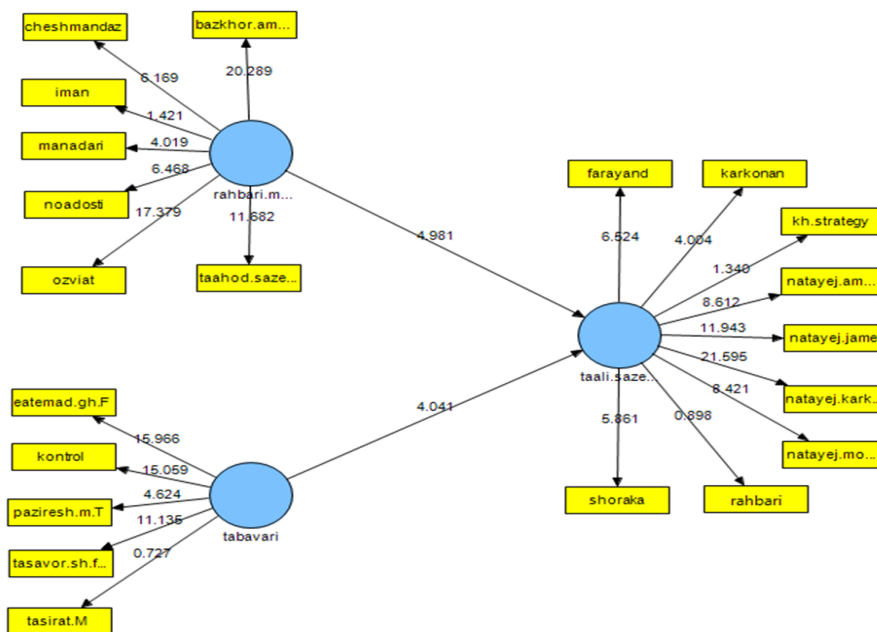 cheshmandaz
bazkhor.am...
6.169
20.289
iman
1.421
manadari
4.019
6.468
noadosti
rahbari.m...
17.379
11.682
ozviat
taahod.saze...
4.981
farayand
karkonan
6.524
4.004
kh.strategy
1.340
natayej.am...
8.612
11.943
natayej.jame
21.595
taali.saze...
natayej.kark...
8.421
5.861
0.898
natayej.mo...
shoraka
rahbari
4.041
eatemad.gh.F
15.966
kontrol
15.059
paziresh.m.T
4.624
11.135
tabavari
tasavor.sh.f...
0.727
tasirat.M